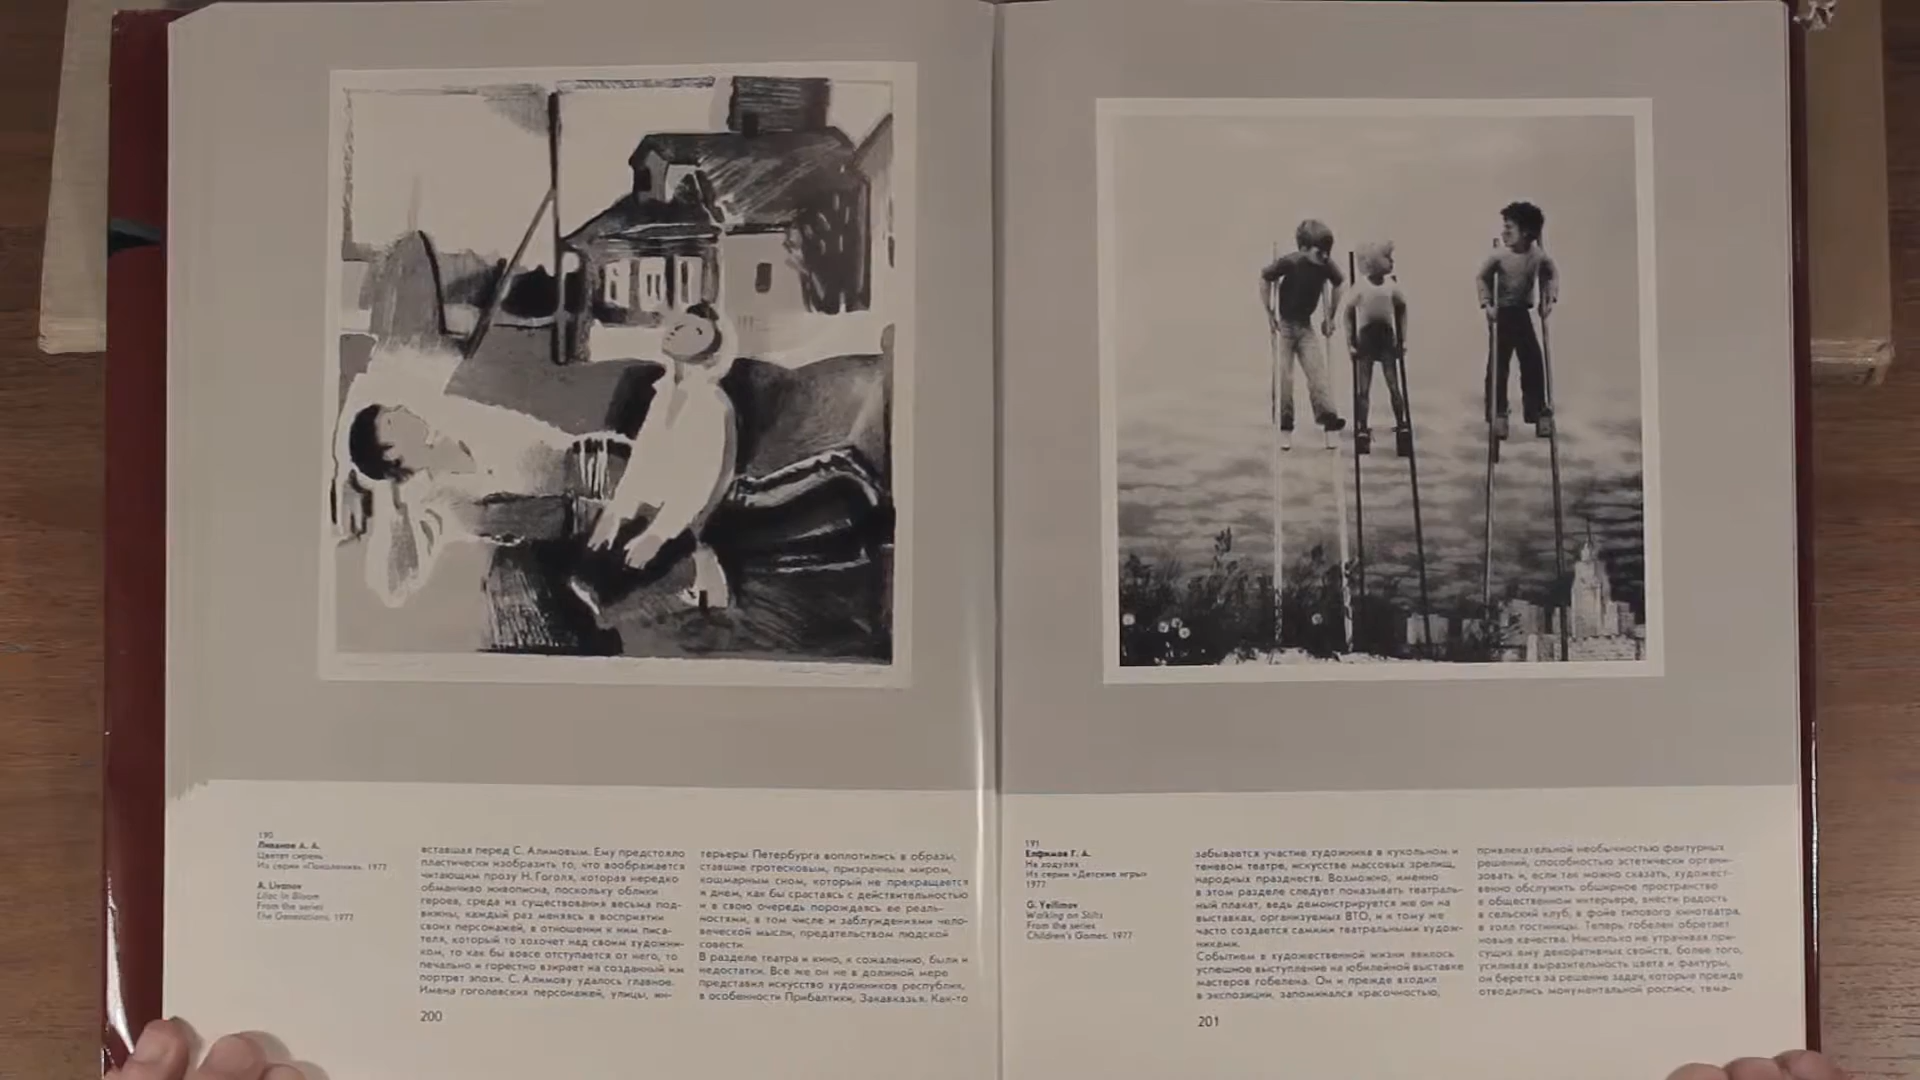 190
Ливанов А. А.
Цветет сирень
Из серии «Поколения». 1977
A. Livanov
Lilac in Bloom
From the series
The Generations. 1977
вставшая перед С. Алимовым. Ему предстояло
пластически изобразить то, что воображается
читающим прозу Н. Гоголя, которая нередко
обманчиво живописна, поскольку облики
героев, среда их существования весьма под-
вижны, каждый раз меняясь в восприятии
своих персонажей, в отношении к ним писа-
теля, который то хохочет над своим художни-
ком, то как бы вовсе отступается от него, то
печально и горестно взирает на созданный им
портрет эпохи. С. Алимову удалось главное.
Имена гоголевских персонажей, улицы, ин-
терьеры Петербурга воплотились в образы,
ставшие гротесковым, призрачным миром,
кошмарным сном, который не прекращается
и днем, как бы срастаясь с действительностью
и в свою очередь порождаясь ее реаль-
ностями, в том числе и заблуждениями чело-
веческой мысли, предательством людской
совести.
В разделе театра и кино, к сожалению, были и
недостатки. Все же он не в должной мере
представил искусство художников республик,
в особенности Прибалтики, Закавказья. Как-то
200
191
Елфимов Г. А.
На ходулях
Из серии «Детские игры»
1977
G. Yelfimov
Working on Stilts
From the series
Children's Games. 1977
забывается участие художника в кукольном и
теневом театре, искусстве массовых зрелищ,
народных празднеств. Возможно, именно
в этом разделе следует показывать театраль-
ный плакат, ведь демонстрируется же он на
выставках, организуемых ВТО, и к тому же
часто создается самими театральными худож-
никами.
Событием в художественной жизни явилось
успешное выступление на юбилейной выставке
мастеров гобелена. Он и прежде входил
в экспозиции, запоминался красочностью,
привлекательной необычностью фактурных
решений, способностью эстетически органи-
зовать и, если так можно сказать, художест-
венно обслужить обширное пространство
в общественном интерьере, внести радость
в сельский клуб, в фойе типового кинотеатра,
в холл гостиницы. Теперь гобелен обретает
новые качества. Нисколько не утрачивая при-
сущих ему декоративных свойств, более того,
усиливая выразительность цвета и фактуры,
он берется за решение задач, которые прежде
отводились монументальной росписи, тема-
201